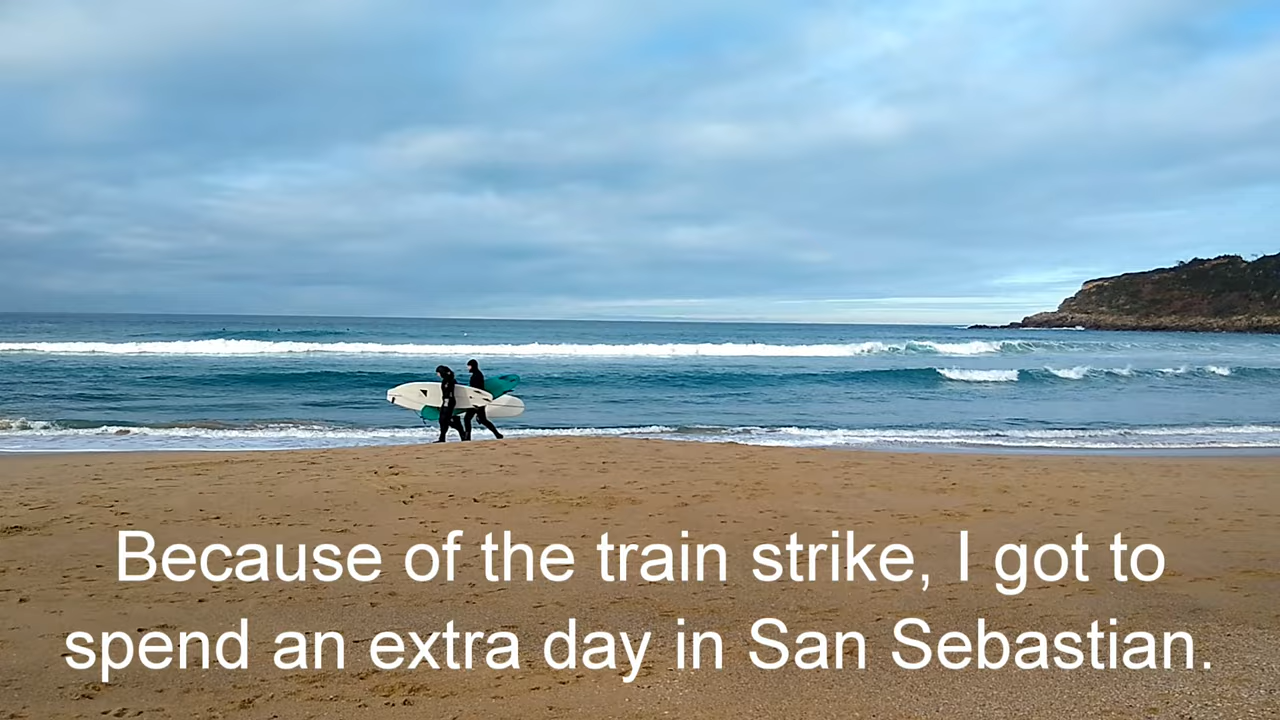 Because of the train strike, I got to
spend an extra day in San Sebastian.